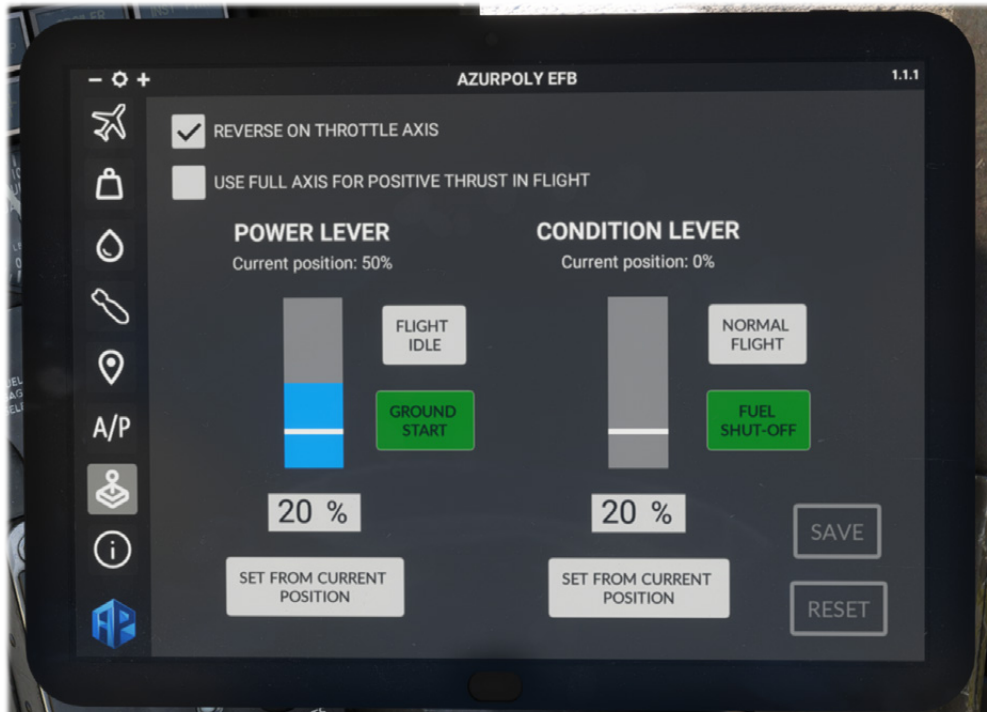 AZURPOLY EFB
1.1.1
REVERSE ON THROTTLE AXIS
USE FULL AXIS FOR POSITIVE THRUST IN FLIGHT
POWER LEVER
Current position: 50%
FLIGHT
IDLE
GROUND
START
20 %
SET FROM CURRENT
POSITION
CONDITION LEVER
Current position: 0%
NORMAL
FLIGHT
FUEL
SHUT-OFF
20 %
SET FROM CURRENT
POSITION
A/P
SAVE
RESET